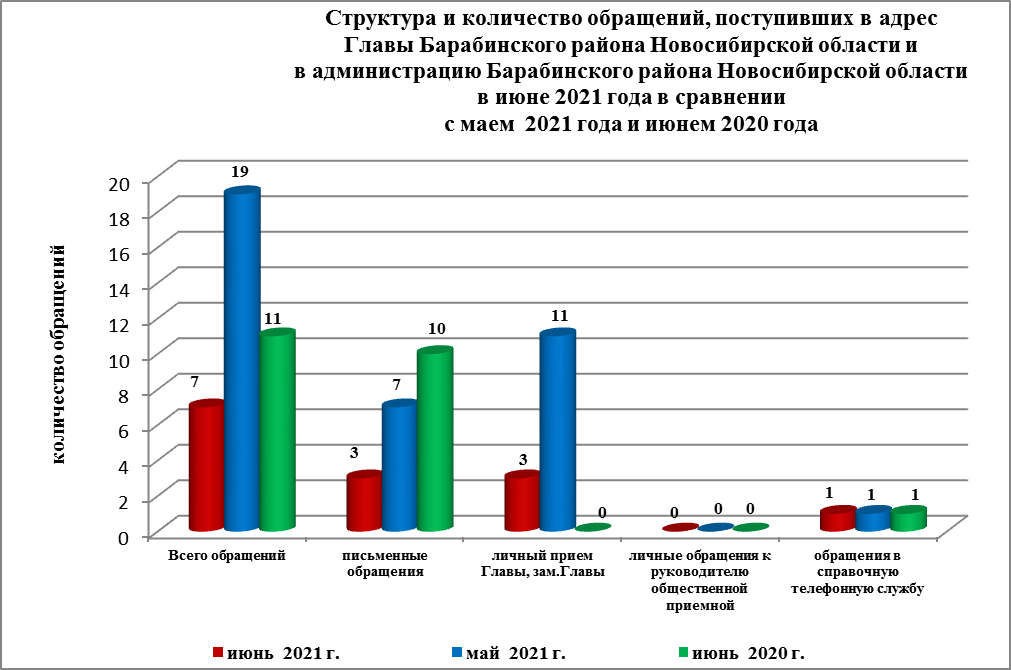 Структура и количество обращений, поступивших в адрес
Главы Барабинского района Новосибирской области и
в администрацию Барабинского района Новосибирской области
в июне 2021 года в сравнении
с маем  2021 года и июнем 2020 года
количество обращений
20
18
16
14
12
10
8
6
4
2
0
7
19
11
3
7
10
3
11
0
0
0
0
1
1
1
Всего обращений
письменные
обращения
личный прием
Главы, зам.Главы
личные обращения к
руководителю
общественной
приемной
обращения в
справочную
телефонную службу
июнь  2021 г.
май  2021 г.
июнь  2020 г.